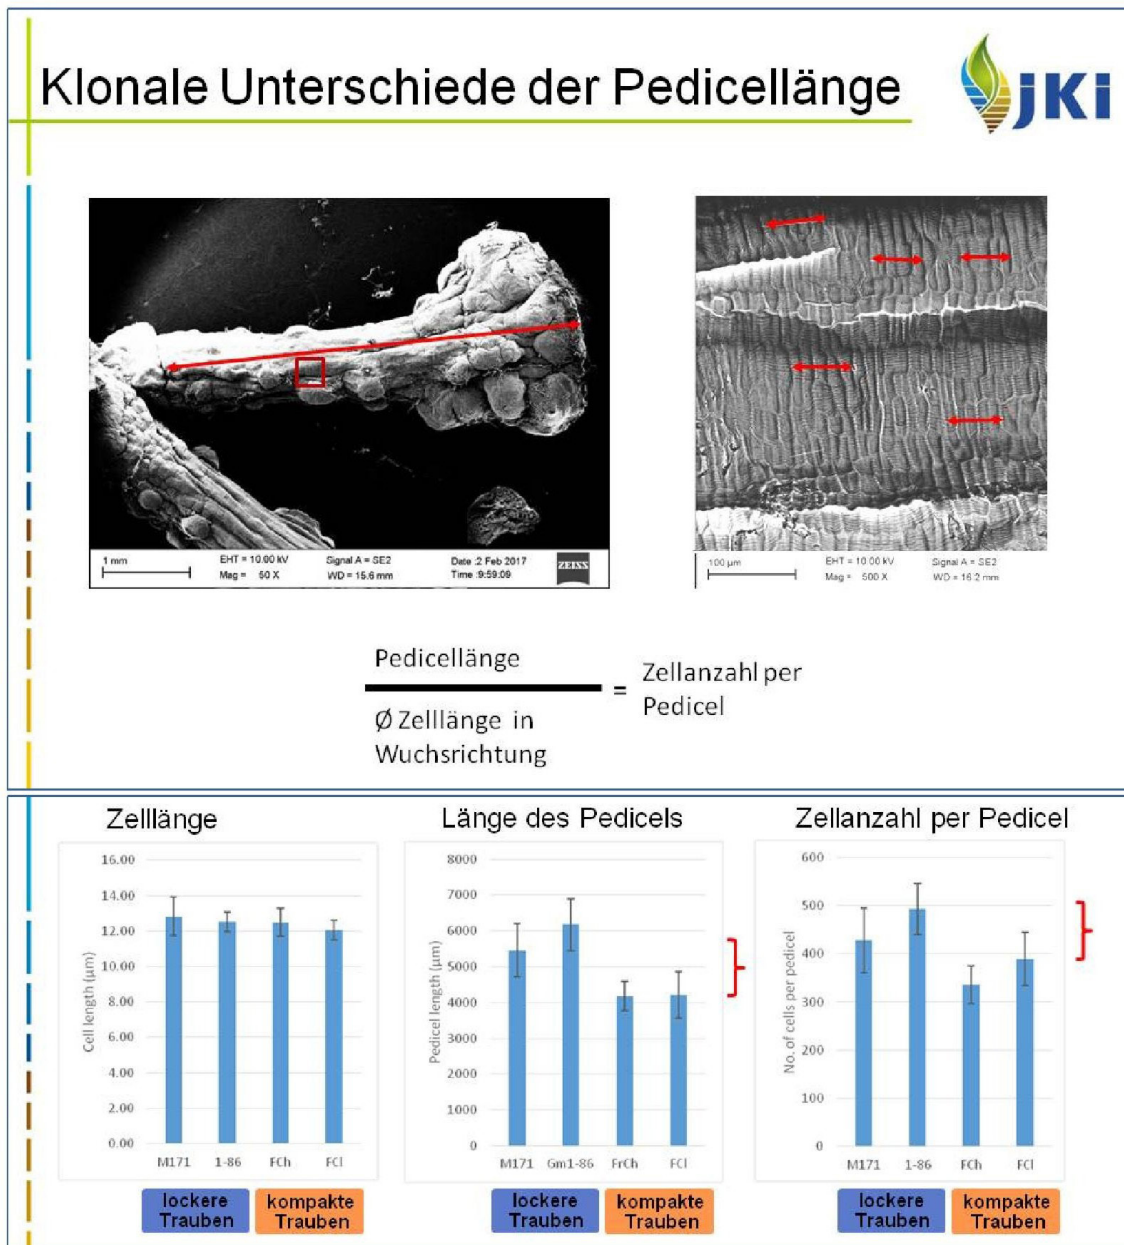 Klonale Unterschiede der Pedicellänge
JKI
1 mm
EHT = 10.00 kV
Signal A = SE2
Date :2 Feb 2017
Mag = 50 X
WD = 15.6 mm
Time :9:59:09
ZEISS
100 µm
EHT = 10.00 kV
Signal A = SE2
Mag = 500 X
WD = 16.2 mm
Pedicellänge
Ø Zelllänge in
Wuchsrichtung
=
Zellanzahl per
Pedicel
Zelllänge
16.00
14.00
12.00
10.00
8.00
6.00
4.00
2.00
0.00
Cell length (µm)
M171 1-86 FCh FCl
lockere
Trauben
kompakte
Trauben
Länge des Pedicels
8000
7000
6000
5000
4000
3000
2000
1000
0
Pedicel length (µm)
M171 Gm1-86 FrCh FCl
lockere
Trauben
kompakte
Trauben
Zellanzahl per Pedicel
600
500
400
300
200
100
0
No. of cells per pedicel
M171 1-86 FCh FCl
lockere
Trauben
kompakte
Trauben